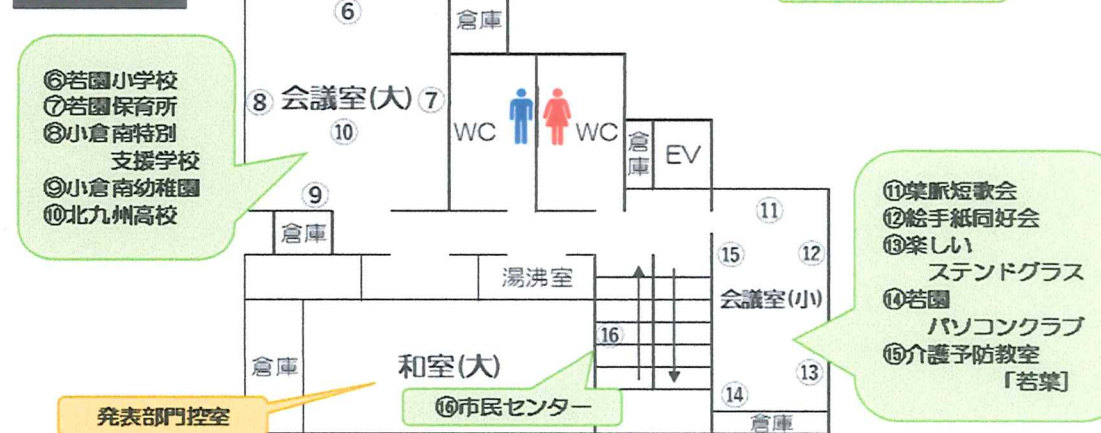 ⑥
倉庫
⑥若園小学校
⑦若園保育所
⑧小倉南特別
支援学校
⑨小倉南幼稚園
⑩北九州高校
⑧ 会議室(大) ⑦
⑩
⑨
倉庫
WC
WC
倉庫
EV
⑪
⑫
⑮
会議室(小)
⑬
⑭
倉庫
⑪葉脈短歌会
⑫絵手紙同好会
⑬楽しい
ステンドグラス
⑭若園
パソコンクラブ
⑮介護予防教室
「若葉]
湯沸室
⑯
倉庫
和室(大)
⑯市民センター
発表部門控室